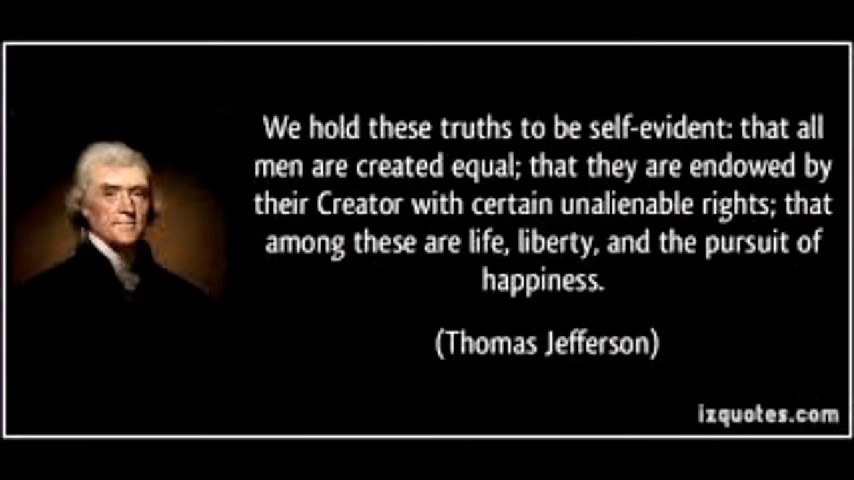 We hold these truths to be self-evident: that all
men are created equal; that they are endowed by
their Creator with certain unalienable rights; that
among these are life, liberty, and the pursuit of
happiness.
(Thomas Jefferson)
izquotes.com